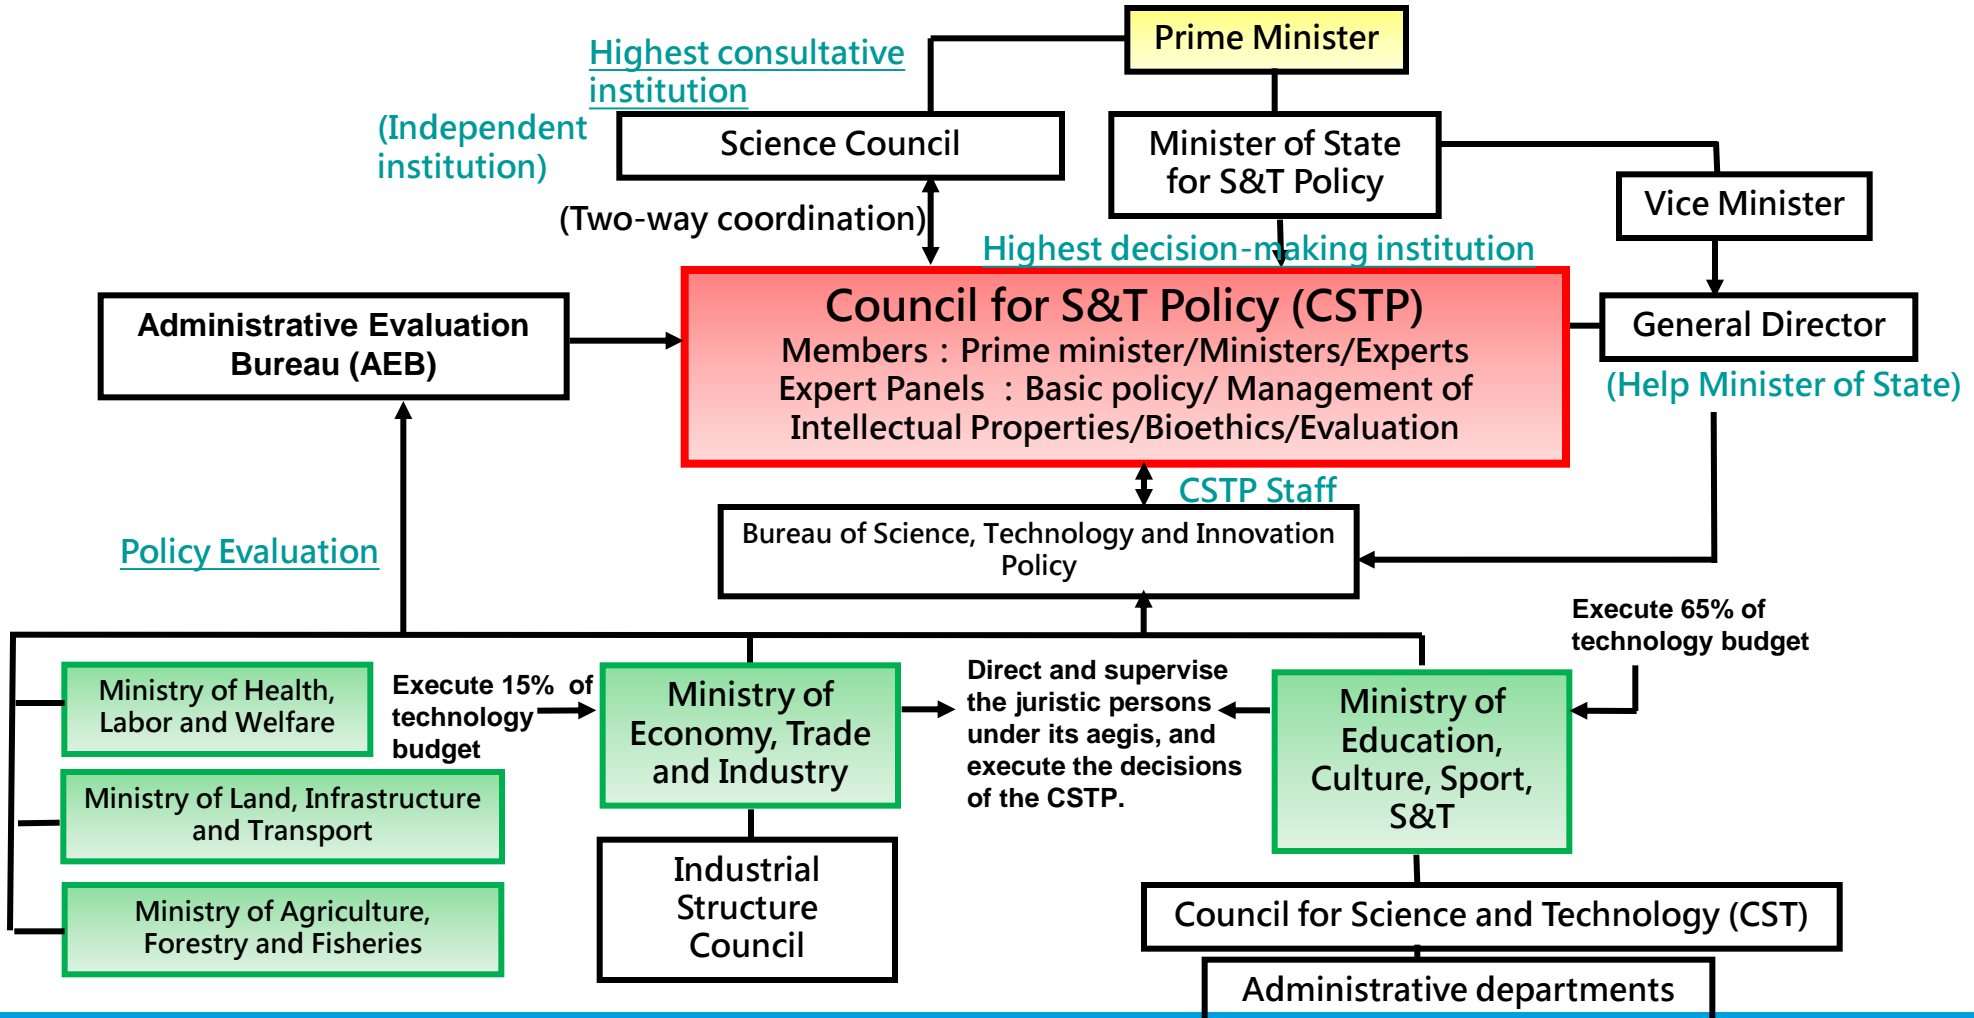 Prime Minister
Highest consultative
institution
(Independent
institution)
Science Council
Minister of State
for S&T Policy
Vice Minister
(Two-way coordination)
Highest decision-making institution
Administrative Evaluation
Bureau (AEB)
Council for S&T Policy (CSTP)
Members：Prime minister/Ministers/Experts
Expert Panels ：Basic policy/ Management of
Intellectual Properties/Bioethics/Evaluation
General Director
(Help Minister of State)
CSTP Staff
Bureau of Science, Technology and Innovation
Policy
Policy Evaluation
Execute 65% of
technology budget
Ministry of Health,
Labor and Welfare
Execute 15% of
technology
budget
Ministry of
Economy, Trade
and Industry
Direct and supervise
the juristic persons
under its aegis, and
execute the decisions
of the CSTP.
Ministry of
Education,
Culture, Sport,
S&T
Ministry of Land, Infrastructure
and Transport
Ministry of Agriculture,
Forestry and Fisheries
Industrial
Structure
Council
Council for Science and Technology (CST)
Administrative departments